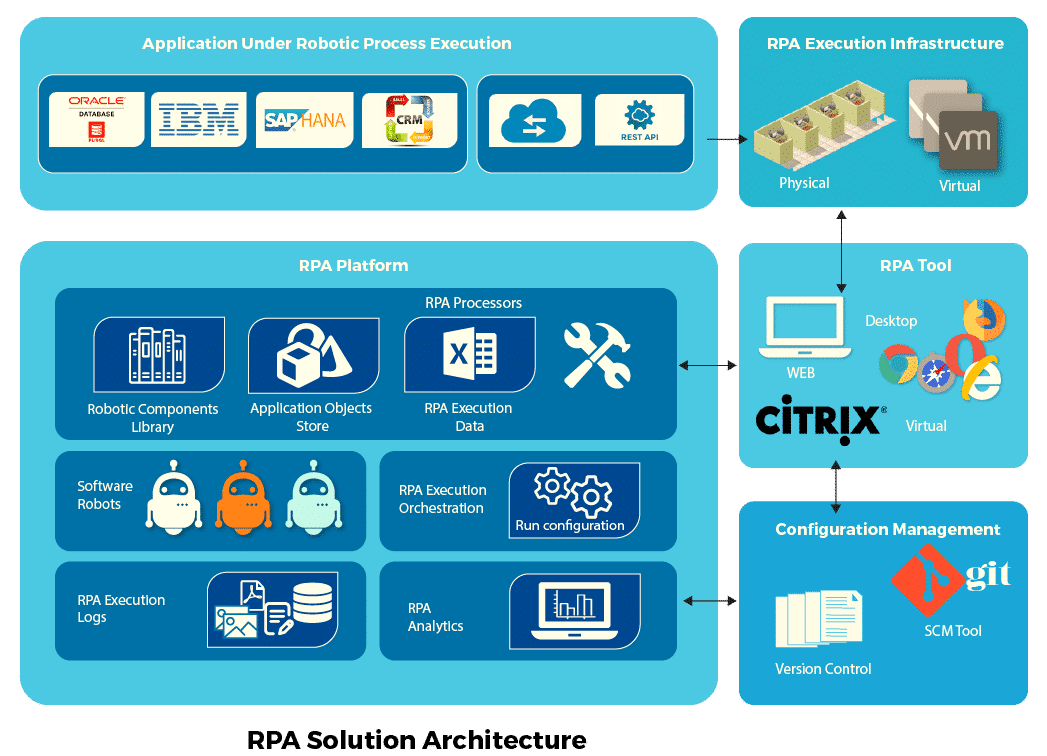 Application Under Robotic Process Execution
ORACLE
DATABASE
PL/SQL
IBM
SAP HANA
CRM
REST API
RPA Execution Infrastructure
vm
Physical
Virtual
RPA Platform
RPA Processors
X
Robotic Components
Library
Application Objects
Store
RPA Execution
Data
Software
Robots
RPA Execution
Orchestration
Run configuration
RPA Execution
Logs
RPA
Analytics
RPA Tool
Desktop
WEB
CiTRIX®
Virtual
Configuration Management
git
SCM Tool
Version Control
RPA Solution Architecture